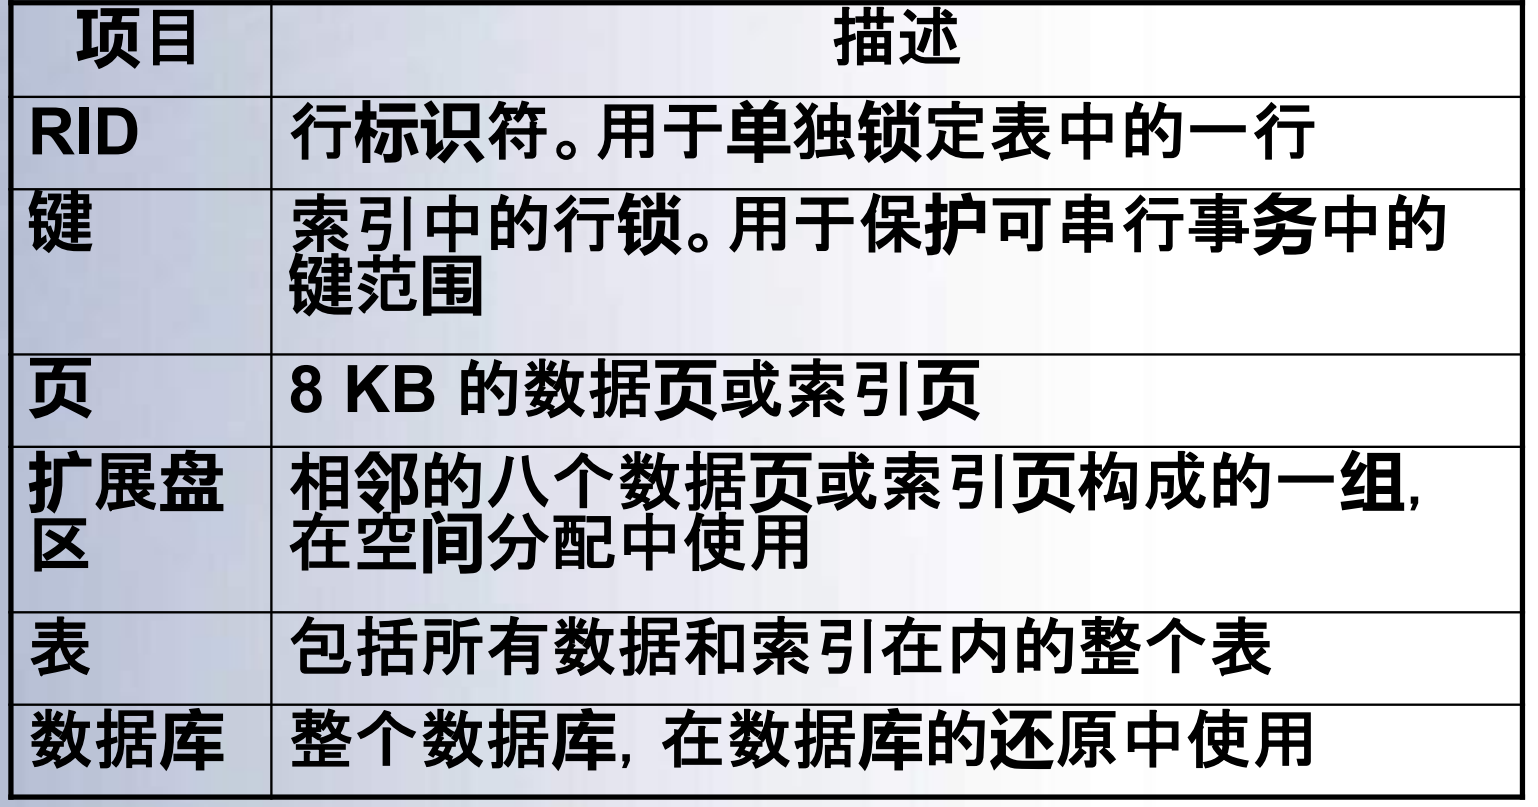 项目 描述
RID 行标识符。用于单独锁定表中的一行
键 索引中的行锁。用于保护可串行事务中的
键范围
页 8 KB 的数据页或索引页
扩展盘 相邻的八个数据页或索引页构成的一组,
区 在空间分配中使用
表 包括所有数据和索引在内的整个表
数据库 整个数据库, 在数据库的还原中使用